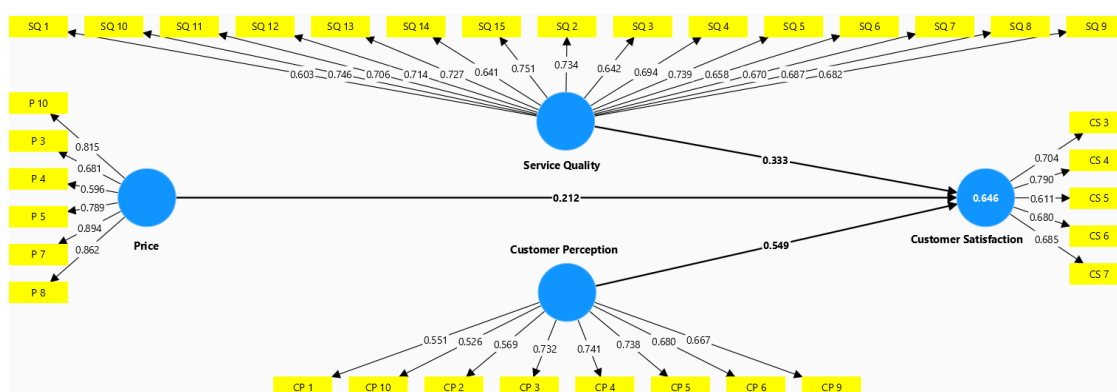 SQ 1 SQ 10 SQ 11 SQ 12 SQ 13 SQ 14 SQ 15 SQ 2 SQ 3 SQ 4 SQ 5 SQ 6 SQ 7 SQ 8 SQ 9
0.603 0.746 0.706 0.714 0.727 0.641 0.751 0.734 0.642 0.694 0.739 0.658 0.670 0.687 0.682
Service Quality
P 10
P 3
P 4
P 5
P 7
P 8
0.815
0.681
0.596
0.789
0.894
0.862
Price
0.333
0.212
0.549
Customer Perception
0.551 0.526 0.569 0.732 0.741 0.738 0.680 0.667
CP 1 CP 10 CP 2 CP 3 CP 4 CP 5 CP 6 CP 9
0.646
Customer Satisfaction
0.704
0.790
0.611
0.680
0.685
CS 3
CS 4
CS 5
CS 6
CS 7